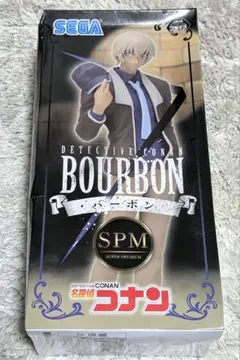 SEGA
DETECTIVE CONAN
BOURBON
・バーボン・
SPM
SUPER PREMIUM
DETECTIVE CONAN
名探偵コナン